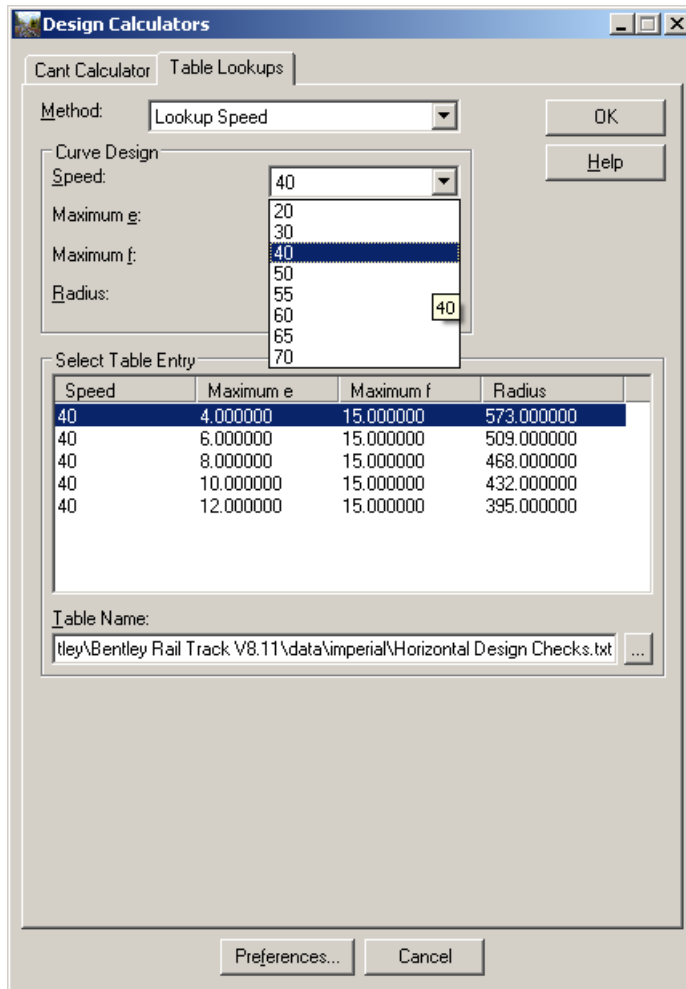 Design Calculators
Cant Calculator Table Lookups
Method: Lookup Speed OK
Curve Design Help
Speed: 40
20
Maximum e: 30
40
Maximum f: 50
55
Radius: 60 40
65
70
Select Table Entry
Speed Maximum e Maximum f Radius
40 4.000000 15.000000 573.000000
40 6.000000 15.000000 509.000000
40 8.000000 15.000000 468.000000
40 10.000000 15.000000 432.000000
40 12.000000 15.000000 395.000000
Table Name:
tley\Bentley Rail Track V8.11\data\imperial\Horizontal Design Checks.txt ...
Preferences... Cancel